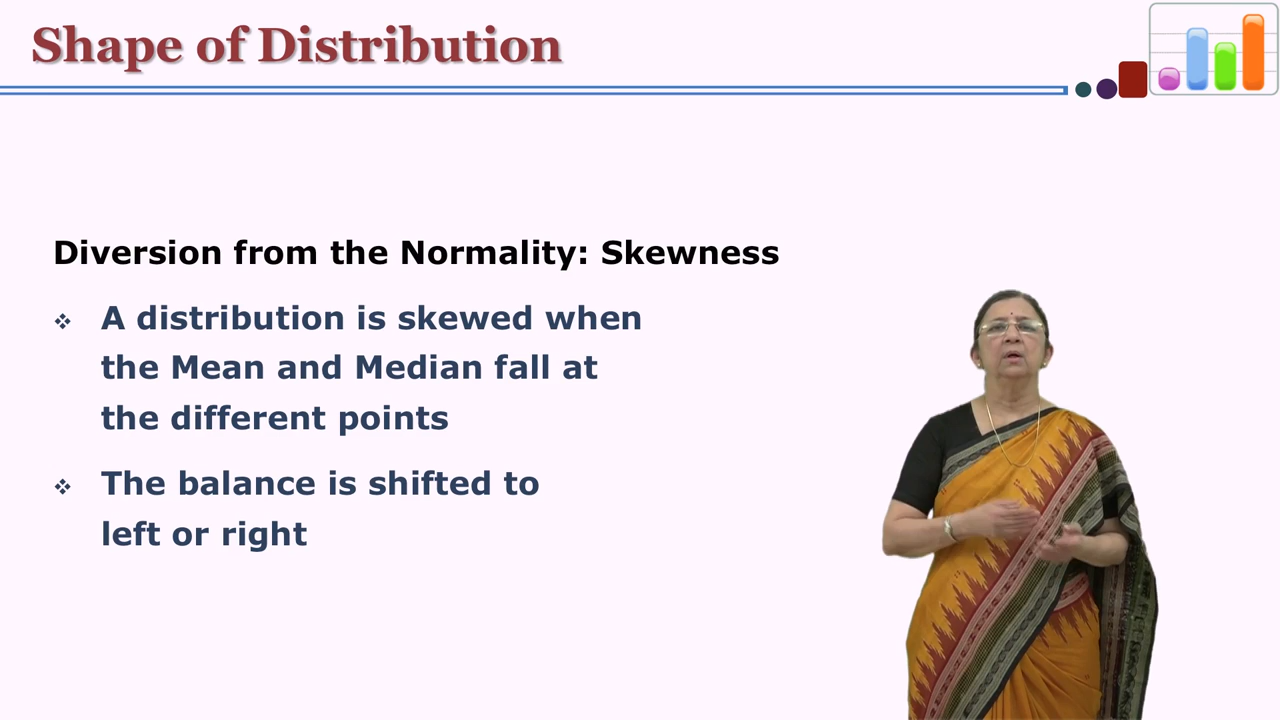 Shape of Distribution
Diversion from the Normality: Skewness
❖ A distribution is skewed when
the Mean and Median fall at
the different points
❖ The balance is shifted to
left or right